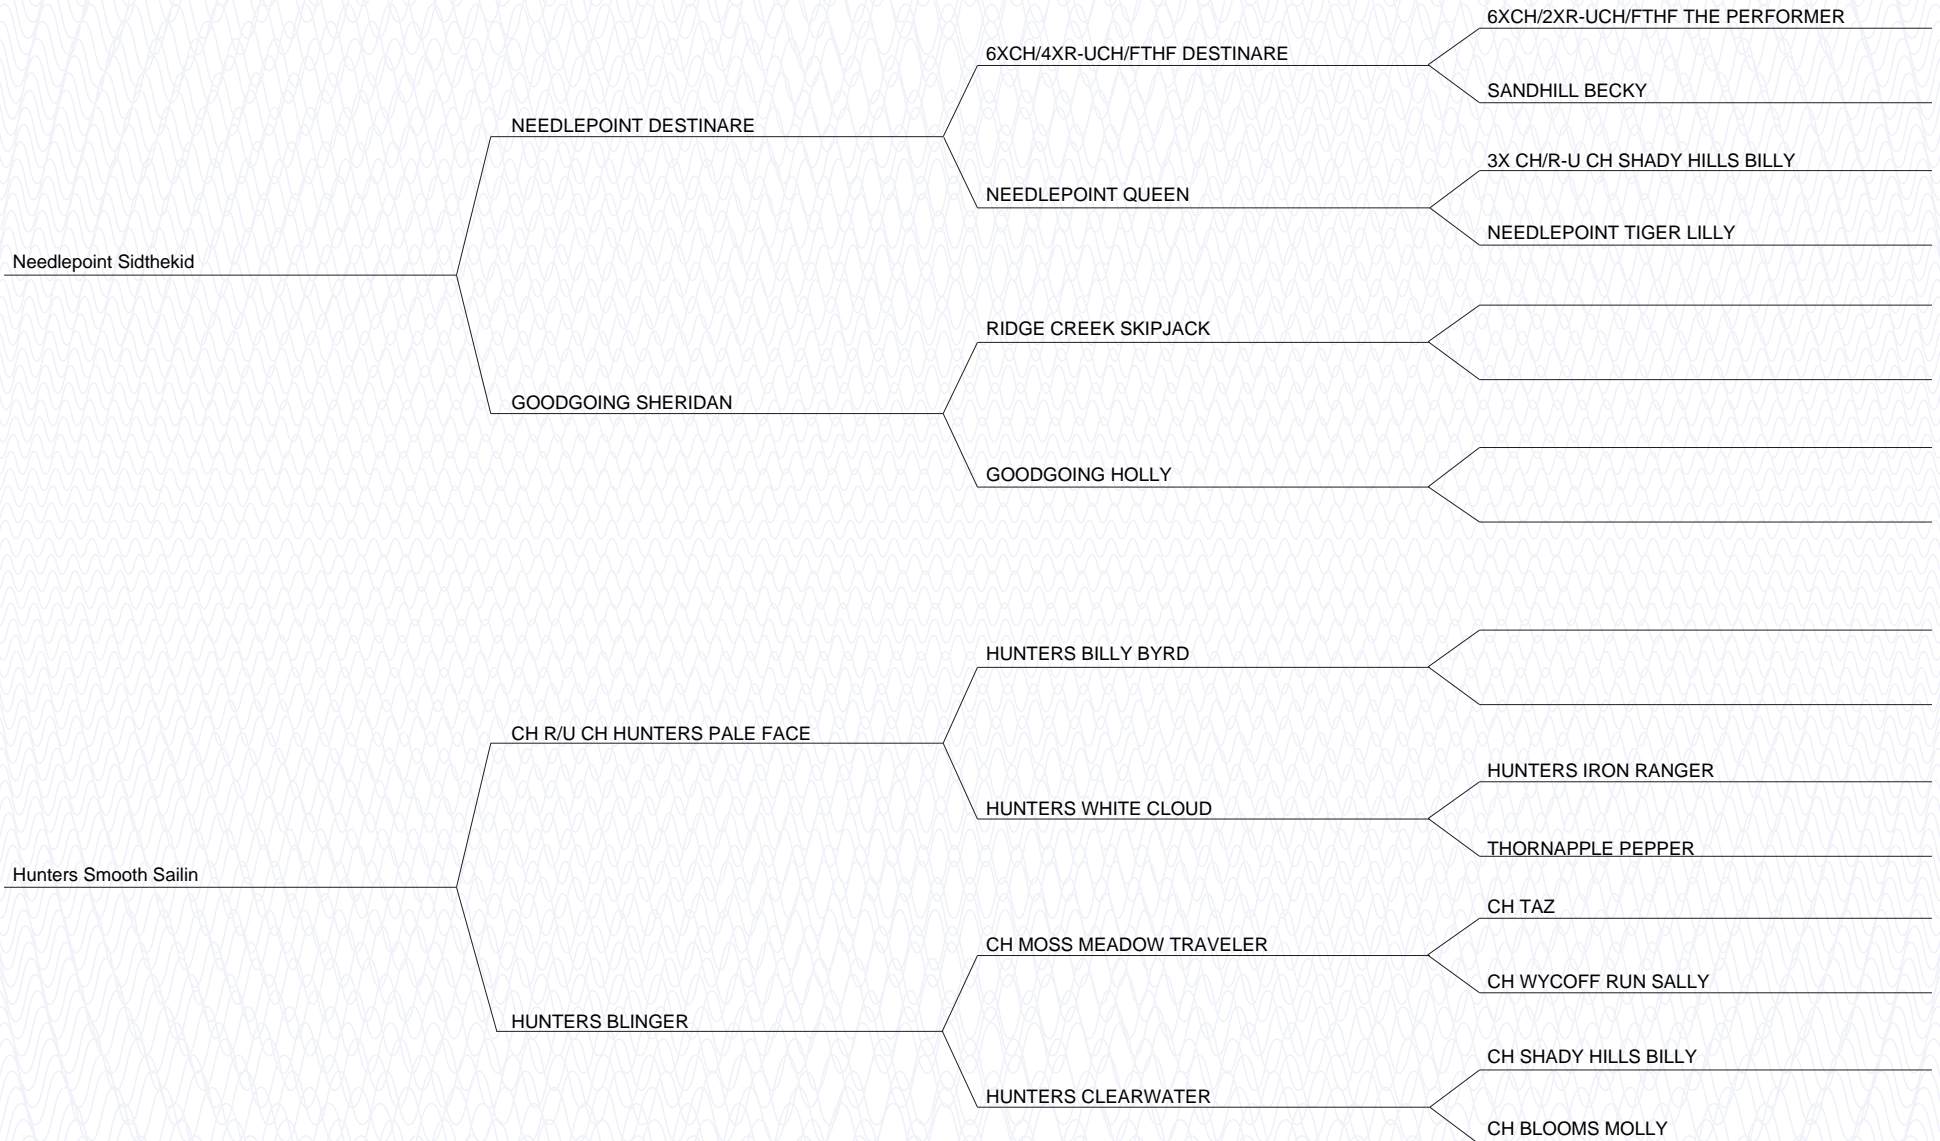 6XCH/2XR-UCH/FTHF THE PERFORMER
6XCH/4XR-UCH/FTHF DESTINARE
SANDHILL BECKY
NEEDLEPOINT DESTINARE
3X CH/R-U CH SHADY HILLS BILLY
NEEDLEPOINT QUEEN
NEEDLEPOINT TIGER LILLY
Needlepoint Sidthekid
RIDGE CREEK SKIPJACK
GOODGOING SHERIDAN
GOODGOING HOLLY
HUNTERS BILLY BYRD
CH R/U CH HUNTERS PALE FACE
HUNTERS IRON RANGER
HUNTERS WHITE CLOUD
THORNAPPLE PEPPER
Hunters Smooth Sailin
CH TAZ
CH MOSS MEADOW TRAVELER
CH WYCOFF RUN SALLY
HUNTERS BLINGER
CH SHADY HILLS BILLY
HUNTERS CLEARWATER
CH BLOOMS MOLLY